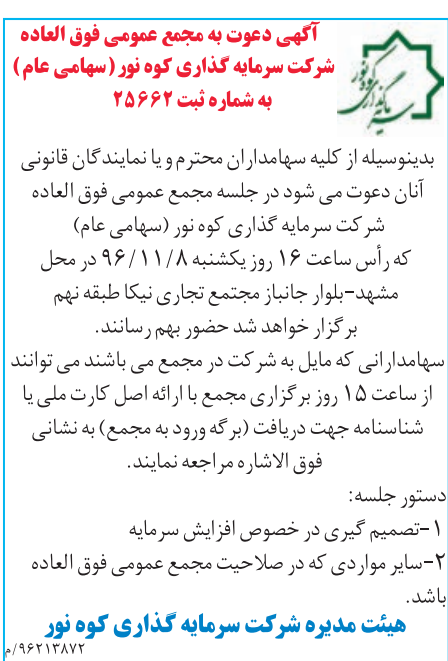 آگهی دعوت به مجمع عمومی فوق العاده
شرکت سرمایه گذاری کوه نور (سهامی عام)
به شماره ثبت ۲۵۶۶۲
سرمایه گذاری کوه نور
بدینوسیله از کلیه سهامداران محترم و یا نمایندگان قانونی
آنان دعوت می شود در جلسه مجمع عمومی فوق العاده
شرکت سرمایه گذاری کوه نور (سهامی عام)
که رأس ساعت ۱۶ روز یکشنبه ۹۶/۱۱/۸ در محل
مشهد-بلوار جانباز مجتمع تجاری نیکا طبقه نهم
برگزار خواهد شد حضور بهم رسانند.
سهامدارانی که مایل به شرکت در مجمع می باشند می توانند
از ساعت ۱۵ روز برگزاری مجمع با ارائه اصل کارت ملی یا
شناسنامه جهت دریافت (برگه ورود به مجمع) به نشانی
فوق الاشاره مراجعه نمایند.
دستور جلسه:
۱-تصمیم گیری در خصوص افزایش سرمایه
۲-سایر مواردی که در صلاحیت مجمع عمومی فوق العاده
باشد.
هیئت مدیره شرکت سرمایه گذاری کوه نور
۹۶۲۱۳۸۷۲/م